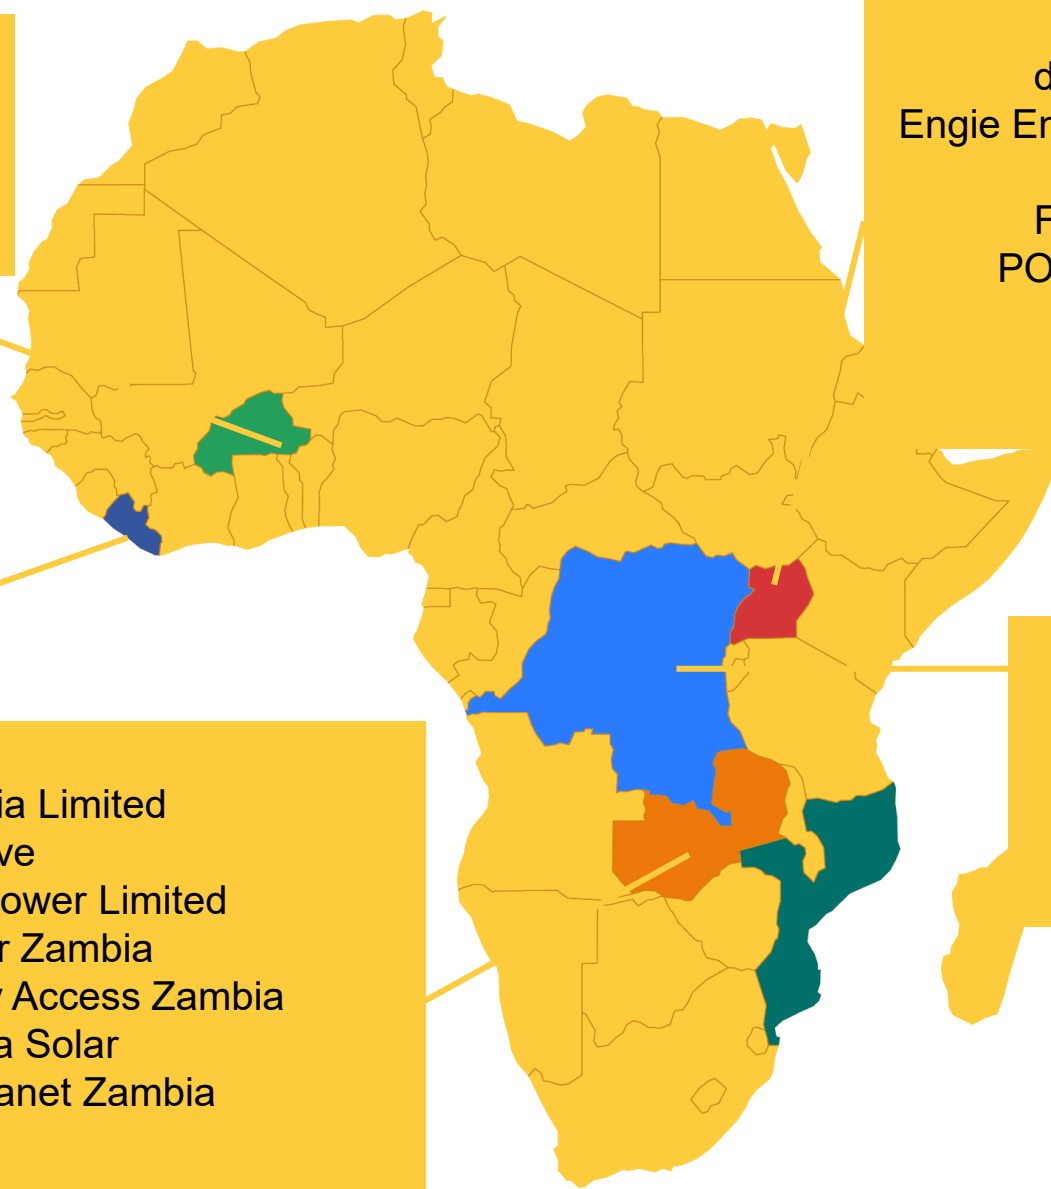 d
Engie En
F
PO
ia Limited
ve
ower Limited
r Zambia
y Access Zambia
a Solar
anet Zambia